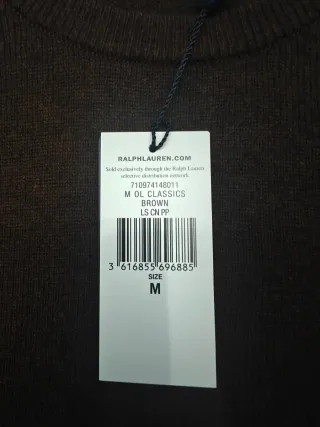 RALPHLAUREN.COM
Sold exclusively through the Ralph Lauren
selective distribution network.
710974148011
M OL CLASSICS
BROWN
LS CN PP
3 616855 696885
SIZE
M